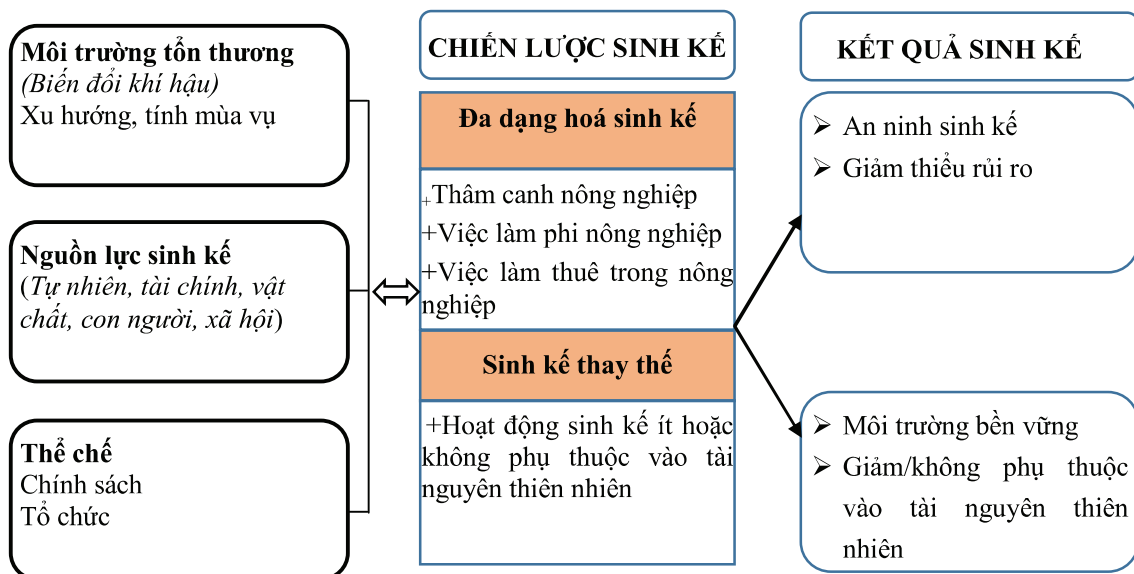 Môi trường tổn thương
(Biến đổi khí hậu)
Xu hướng, tính mùa vụ
Nguồn lực sinh kế
(Tự nhiên, tài chính, vật
chất, con người, xã hội)
Thể chế
Chính sách
Tổ chức
CHIẾN LƯỢC SINH KẾ
Đa dạng hoá sinh kế
+Thâm canh nông nghiệp
+Việc làm phi nông nghiệp
+Việc làm thuê trong nông
nghiệp
Sinh kế thay thế
+Hoạt động sinh kế ít hoặc
không phụ thuộc vào tài
nguyên thiên nhiên
KẾT QUẢ SINH KẾ
➢ An ninh sinh kế
➢ Giảm thiểu rủi ro
➢ Môi trường bền vững
➢ Giảm/không phụ thuộc
vào tài nguyên thiên
nhiên